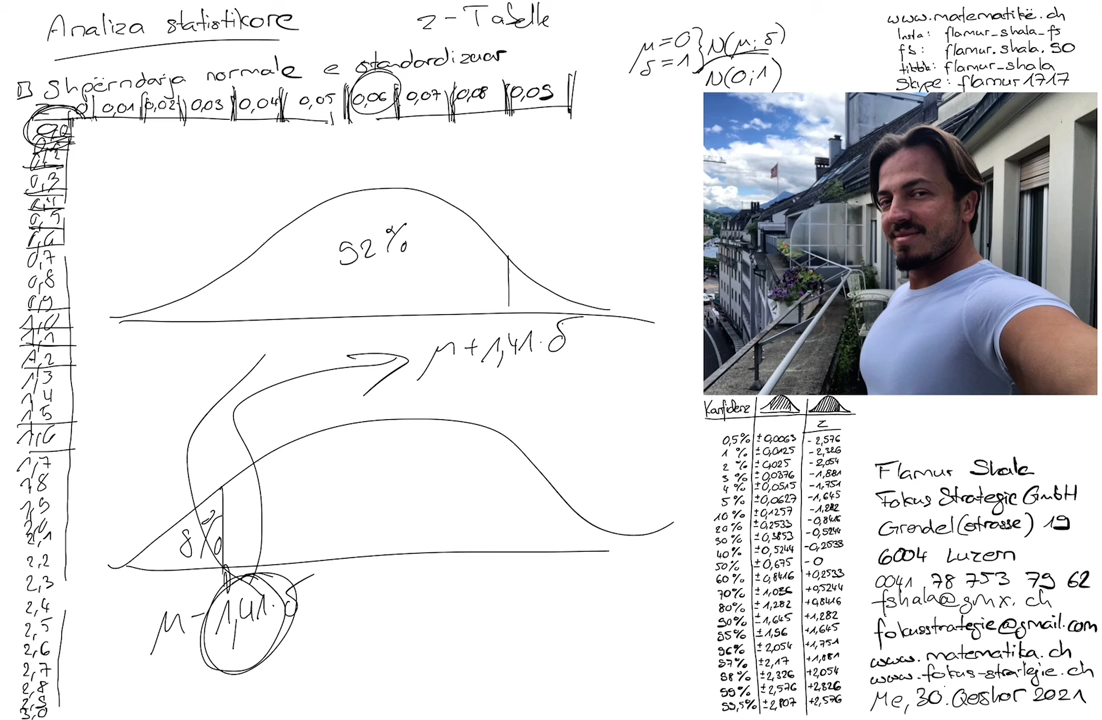 Analiza statistikore
z-Tabelle
Shpërndarja normale e standardizuar
0,01 0,02 0,03 0,04 0,05 0,06 0,07 0,08 0,09
0,3
0,7
0,8
0,9
1,0
1,1
1,2
1,3
1,4
1,5
1,6
1,7
1,8
1,9
2,0
2,1
2,2
2,3
2,4
2,5
2,6
2,7
2,8
2,9
3,0
μ=0
δ=1
N(μ;δ)
N(0;1)
www.matematikë.ch
Insta: flamur_shala_fs
fb: flamur.shala.90
flamur_shala
Skype: flamur1717
92%
μ+1,41·δ
8%
μ-1,41·δ
Konfidenz
z
0,5% ±0,0063 -2,576
1% ±0,0125 -2,326
2% ±0,025 -2,054
3% ±0,0376 -1,881
4% ±0,0515 -1,751
5% ±0,0627 -1,645
10% ±0,1257 -1,282
20% ±0,2533 -0,8416
30% ±0,3853 -0,5244
40% ±0,5244 -0,2533
50% ±0,675 -0
60% ±0,8416 +0,2533
70% ±1,036 +0,5244
80% ±1,282 +0,8416
90% ±1,645 +1,282
95% ±1,96 +1,645
96% ±2,054 +1,751
97% ±2,17 +1,881
98% ±2,326 +2,054
99% ±2,576 +2,326
99,5% ±2,807 +2,576
Flamur Shala
Fokus Strategie GmbH
Grendel(strasse) 19
6004 Luzern
0041 78 753 79 62
fshala@gmx.ch
fokusstrategie@gmail.com
www.matematika.ch
www.fokus-strategie.ch
Me, 30. Qershor 2021